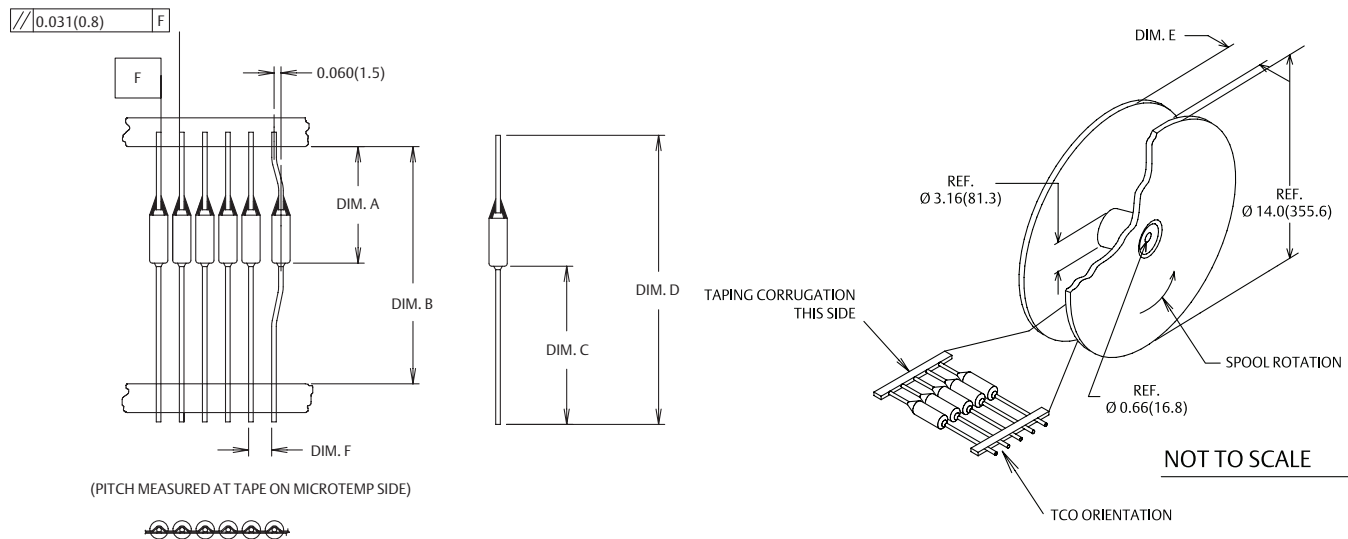 // 0.031(0.8) F
F
0.060(1.5)
DIM. A
DIM. B
DIM. F
(PITCH MEASURED AT TAPE ON MICROTEMP SIDE)
DIM. C
DIM. D
DIM. E
REF.
Ø 3.16(81.3)
REF.
Ø 14.0(355.6)
TAPING CORRUGATION
THIS SIDE
SPOOL ROTATION
REF.
Ø 0.66(16.8)
NOT TO SCALE
TCO ORIENTATION